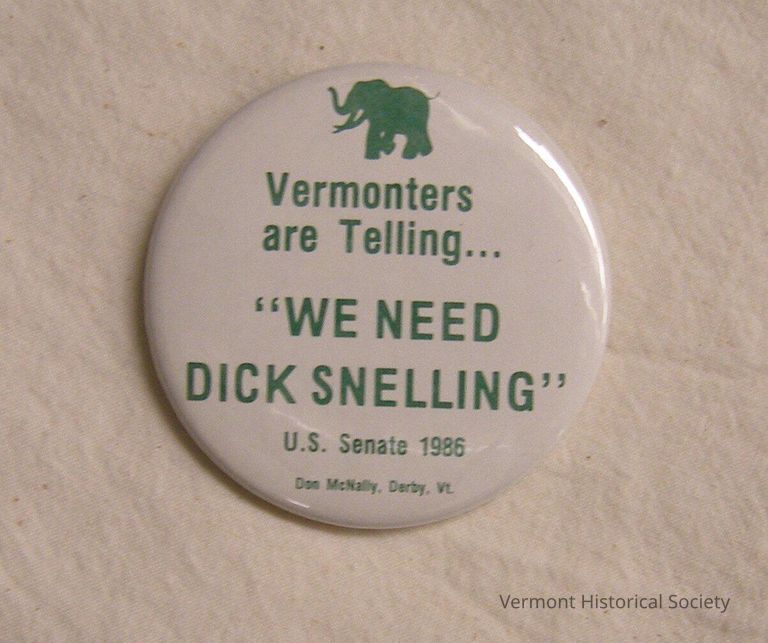 Vermonters
are Telling...
“WE NEED
DICK SNELLING”
U.S. Senate 1986
Don McNally, Derby, Vt.
Vermont Historical Society